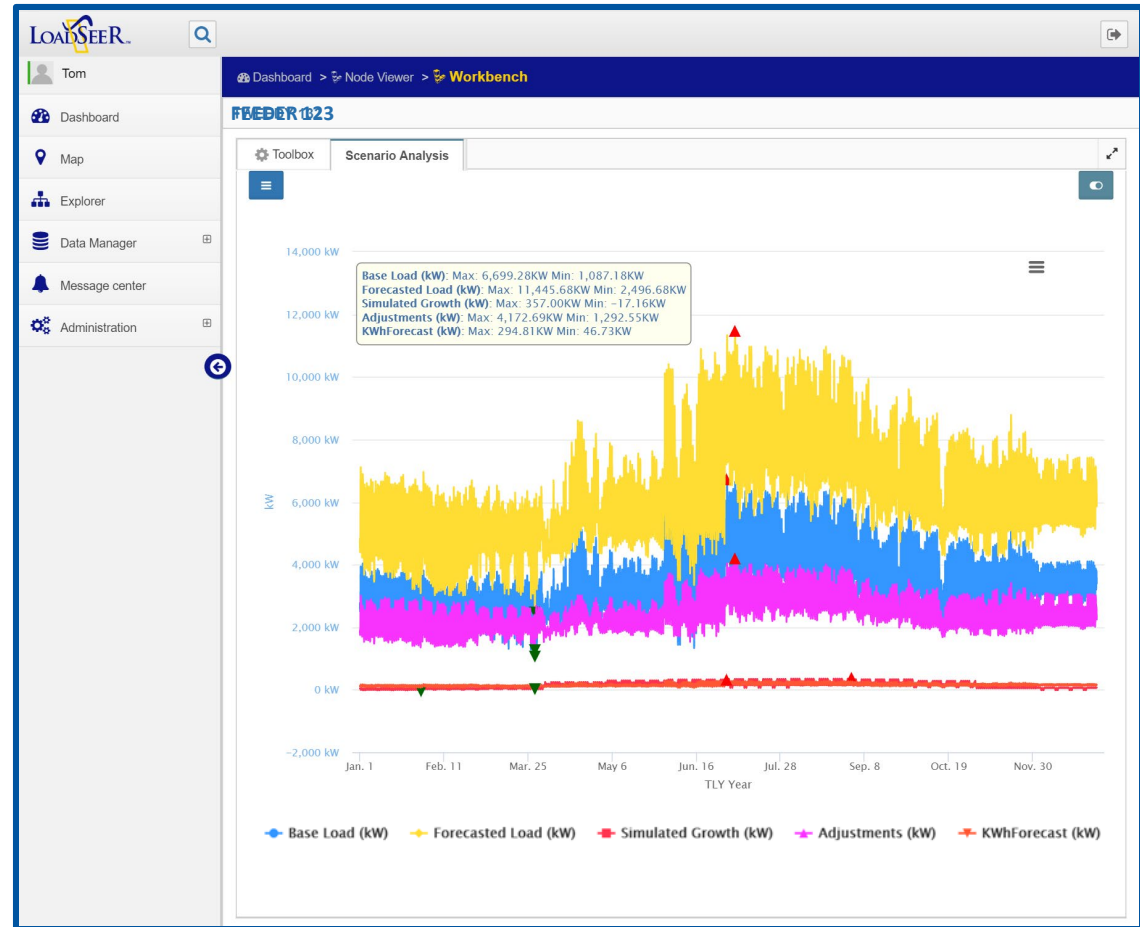 LOADSEER™
Tom
Dashboard > Node Viewer > Workbench
Dashboard
Map
Explorer
Data Manager
Message center
Administration
FEEDER 123
Toolbox
Scenario Analysis
14,000 kW
12,000 kW
10,000 kW
8,000 kW
6,000 kW
4,000 kW
2,000 kW
0 kW
−2,000 kW
kW
Base Load (kW): Max: 6,699.28KW Min: 1,087.18KW
Forecasted Load (kW): Max: 11,445.68KW Min: 2,496.68KW
Simulated Growth (kW): Max: 357.00KW Min: −17.16KW
Adjustments (kW): Max: 4,172.69KW Min: 1,292.55KW
KWhForecast (kW): Max: 294.81KW Min: 46.73KW
Jan. 1 Feb. 11 Mar. 25 May 6 Jun. 16 Jul. 28 Sep. 8 Oct. 19 Nov. 30
TLY Year
Base Load (kW) Forecasted Load (kW) Simulated Growth (kW) Adjustments (kW) KWhForecast (kW)